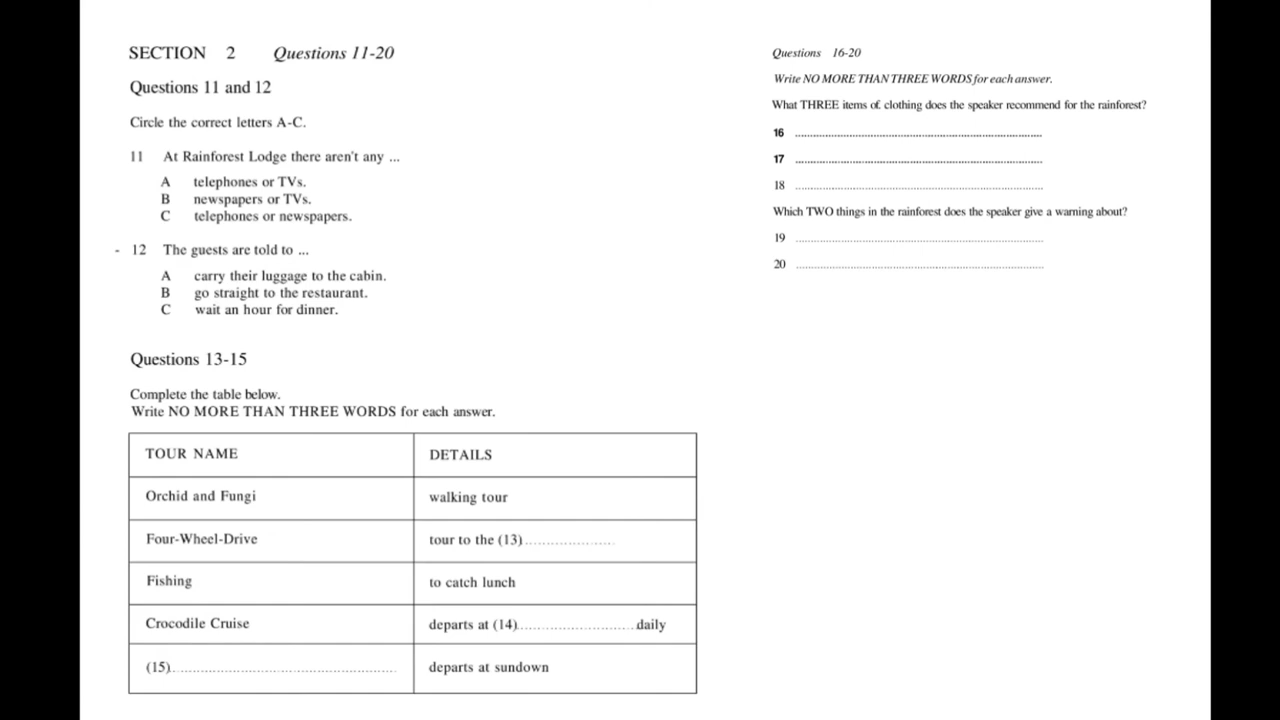 SECTION 2 Questions 11-20
Questions 11 and 12
Circle the correct letters A-C.
11 At Rainforest Lodge there aren't any ...
A telephones or TVs.
B newspapers or TVs.
C telephones or newspapers.
- 12 The guests are told to ...
A carry their luggage to the cabin.
B go straight to the restaurant.
C wait an hour for dinner.
Questions 13-15
Complete the table below.
Write NO MORE THAN THREE WORDS for each answer.
TOUR NAME DETAILS
Orchid and Fungi walking tour
Four-Wheel-Drive tour to the (13)....................
Fishing to catch lunch
Crocodile Cruise departs at (14)..........................daily
(15).................................................. departs at sundown
Questions 16-20
Write NO MORE THAN THREE WORDS for each answer.
What THREE items of. clothing does the speaker recommend for the rainforest?
16 ..................................................................
17 ..................................................................
18 ..................................................................
Which TWO things in the rainforest does the speaker give a warning about?
19 ..................................................................
20 ..................................................................